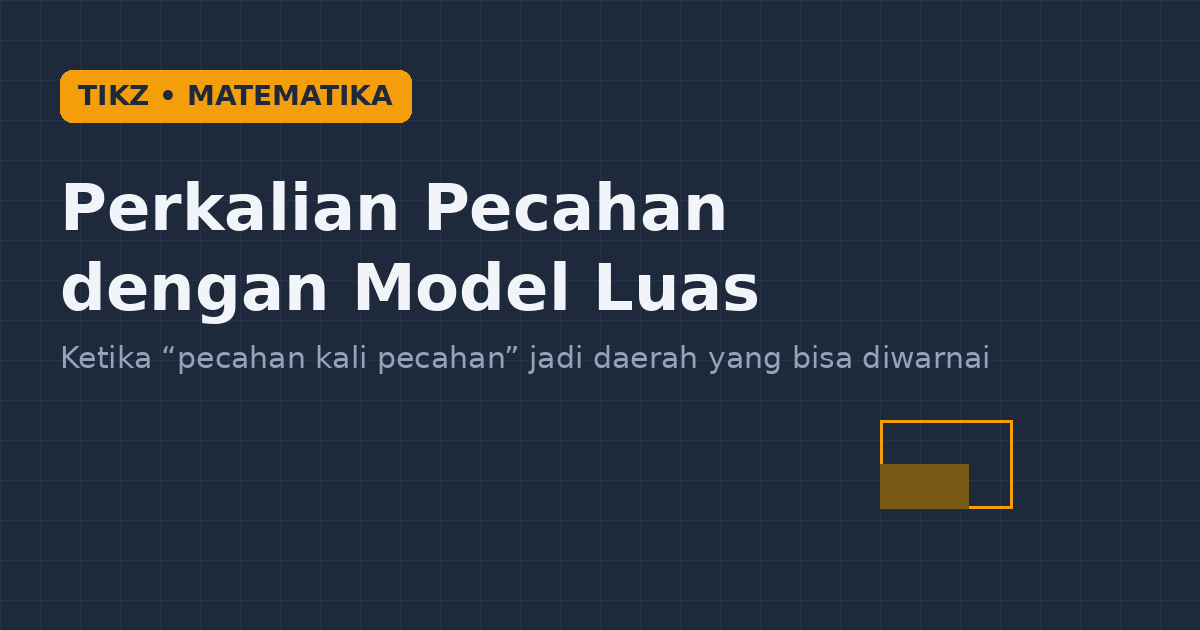 TIKZ • MATEMATIKA
Perkalian Pecahan
dengan Model Luas
Ketika “pecahan kali pecahan” jadi daerah yang bisa diwarnai